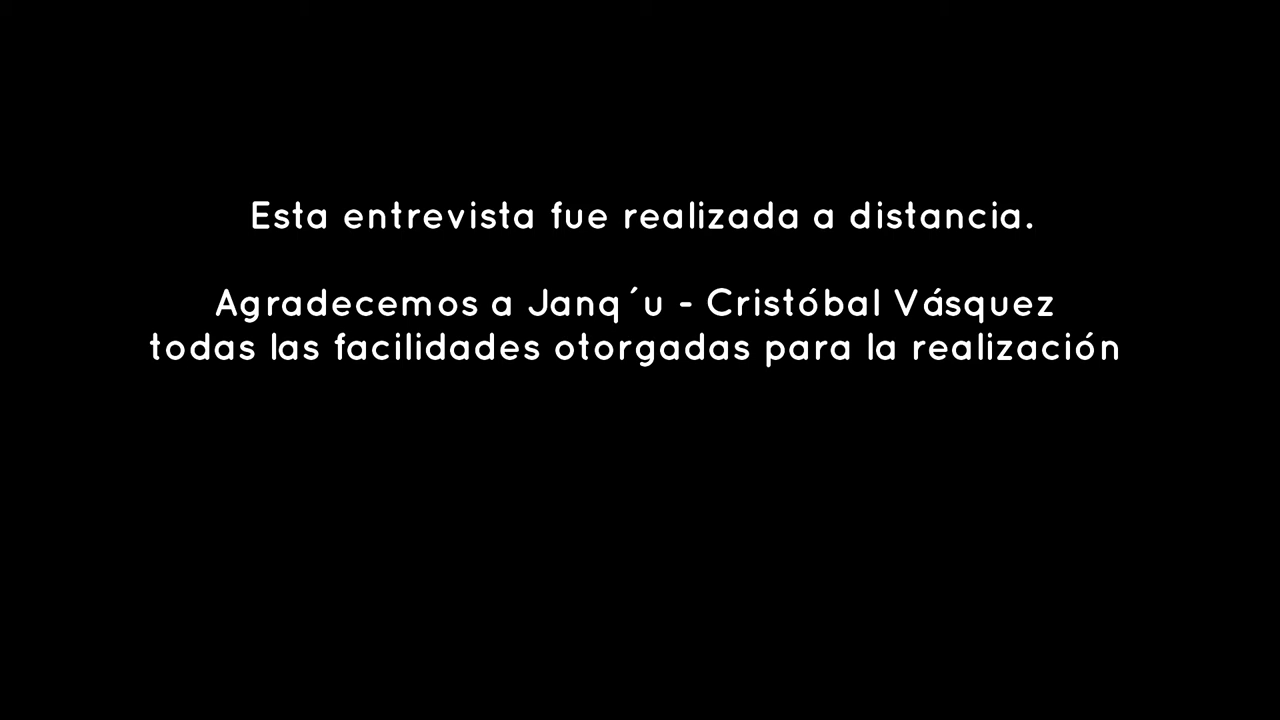 Esta entrevista fue realizada a distancia.
Agradecemos a Janq´u - Cristóbal Vásquez
todas las facilidades otorgadas para la realización